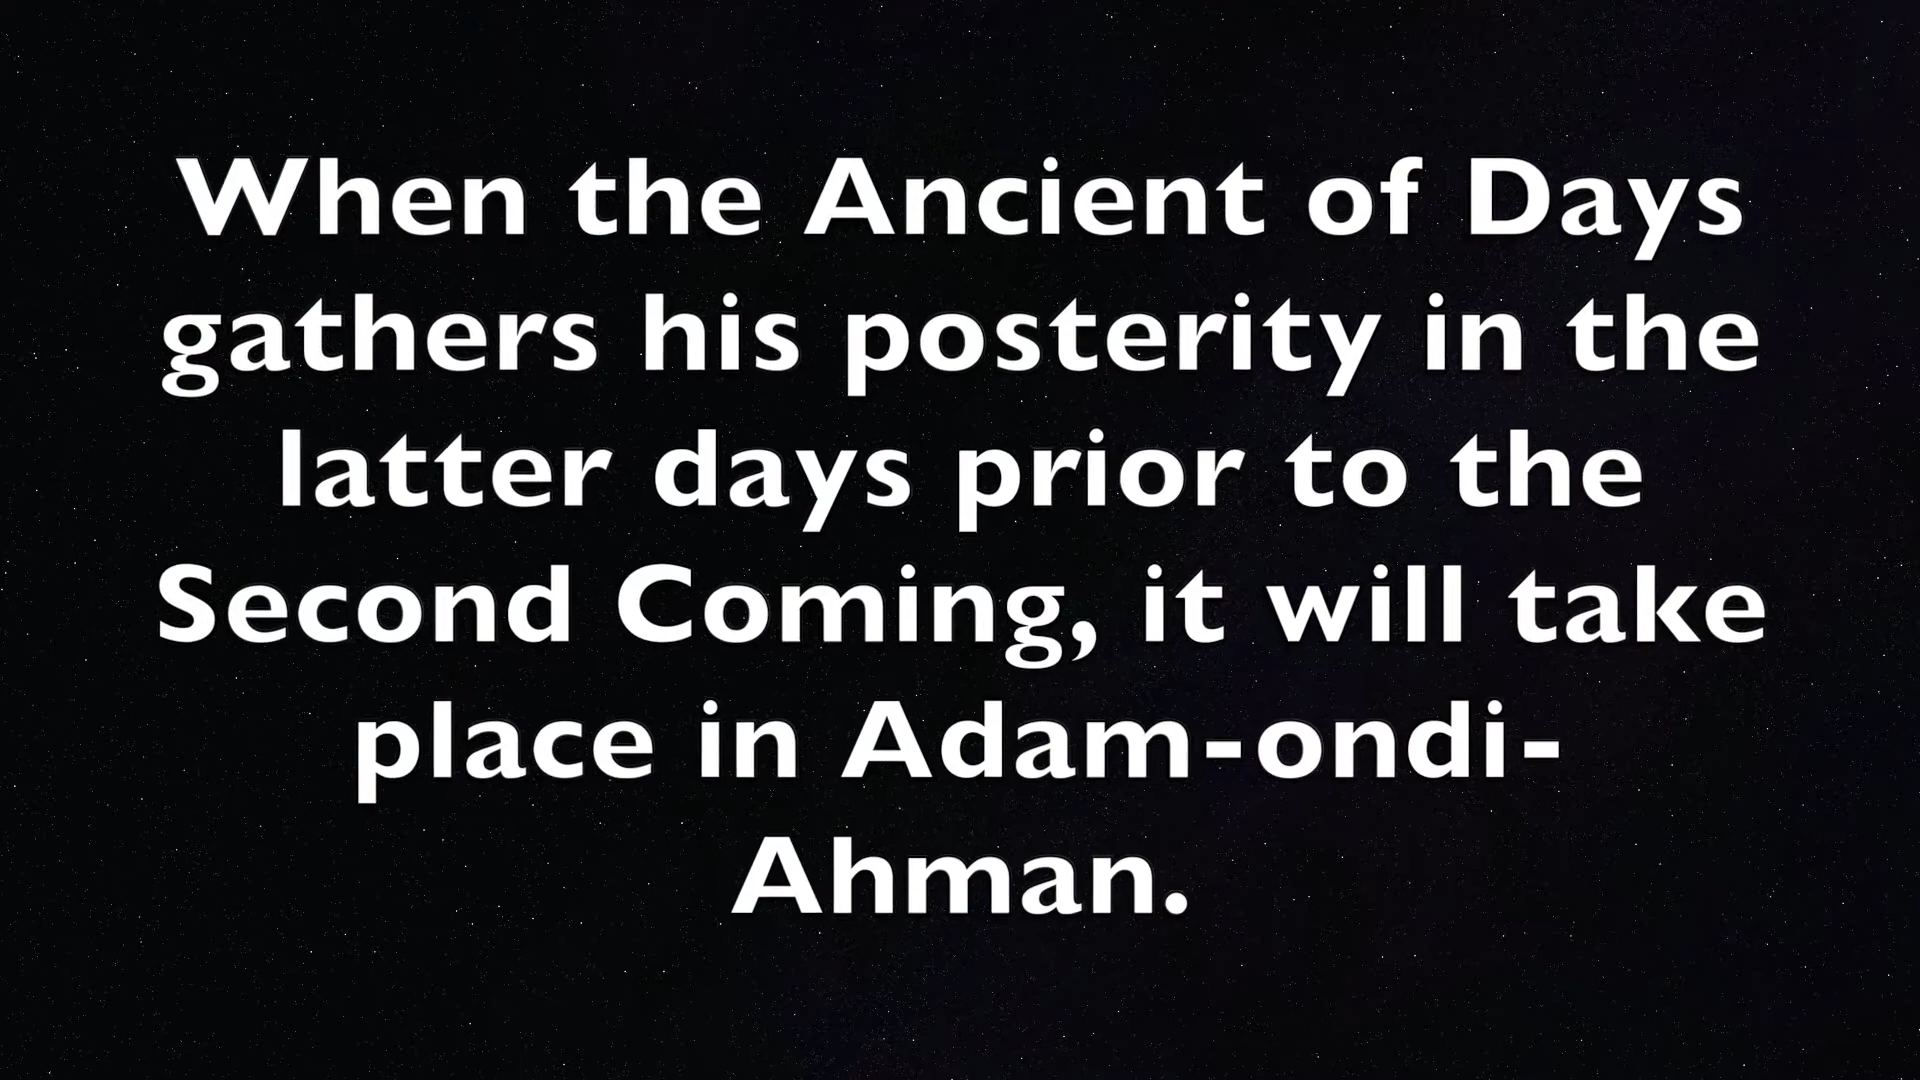 When the Ancient of Days
gathers his posterity in the
latter days prior to the
Second Coming, it will take
place in Adam-ondi-
Ahman.